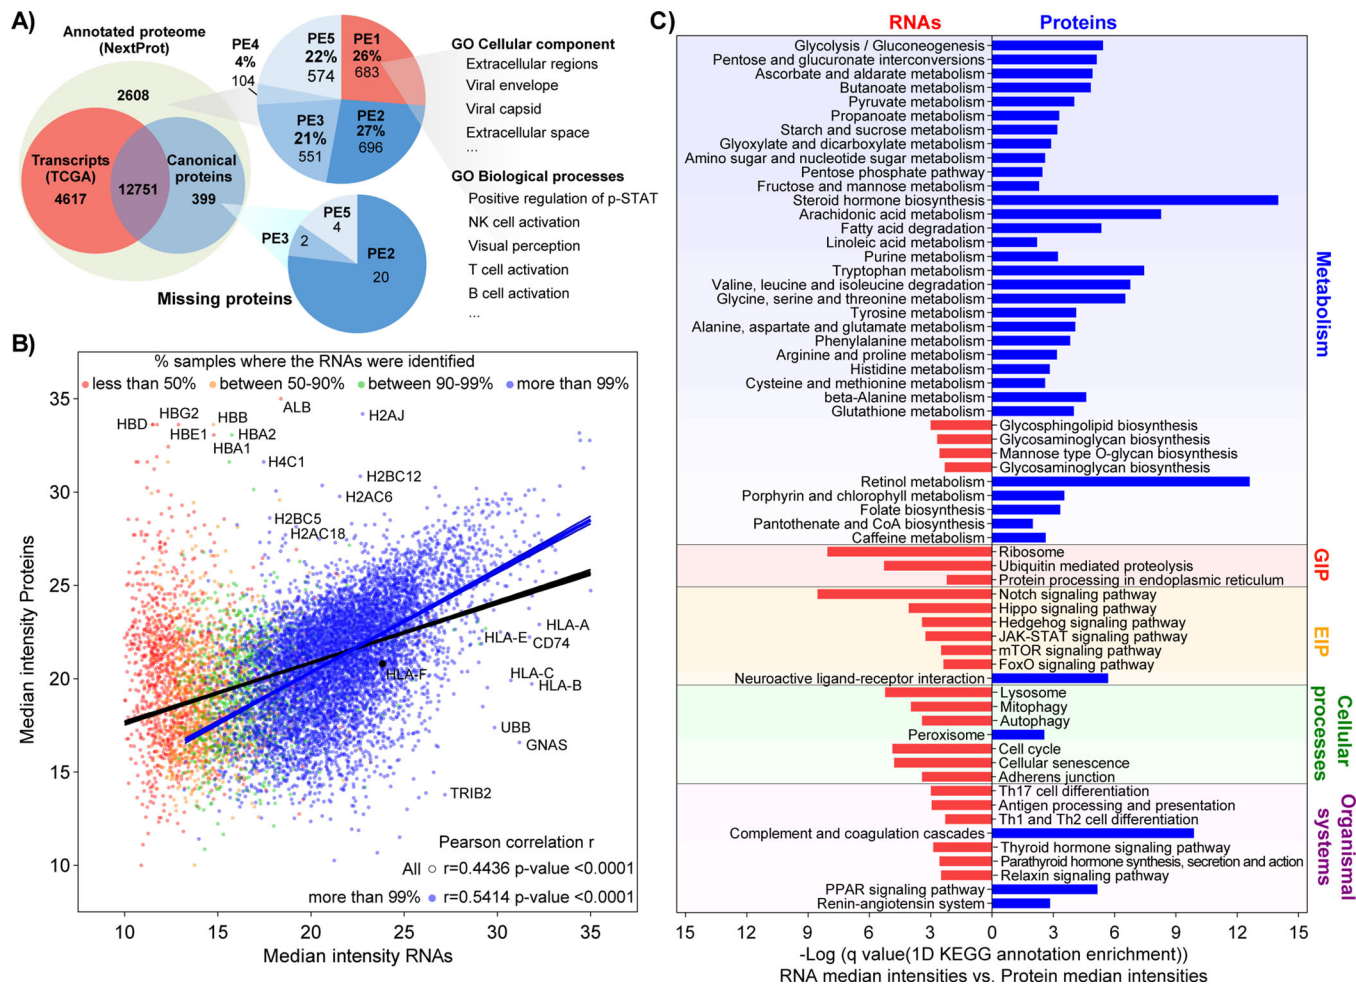 A)
Annotated proteome
(NextProt)
2608
Transcripts
(TCGA)
4617
12751
Canonical
proteins
399
PE4
4%
104
PE5
22%
574
PE1
26%
683
PE3
21%
551
PE2
27%
696
PE5
4
PE3
2
PE2
20
Missing proteins
GO Cellular component
Extracellular regions
Viral envelope
Viral capsid
Extracellular space
...
GO Biological processes
Positive regulation of p-STAT
NK cell activation
Visual perception
T cell activation
B cell activation
...
B)
% samples where the RNAs were identified
less than 50% between 50-90% between 90-99% more than 99%
35
30
25
20
15
10
Median intensity Proteins
HBD
HBG2
HBE1
HBB
HBA1
HBA2
ALB
H2AJ
H4C1
H2BC12
H2AC6
H2BC5
H2AC18
HLA-A
HLA-E
CD74
HLA-F
HLA-C
HLA-B
UBB
GNAS
TRIB2
Pearson correlation r
All r=0.4436 p-value <0.0001
more than 99% r=0.5414 p-value <0.0001
10 15 20 25 30 35
Median intensity RNAs
C)
RNAs Proteins
Glycolysis / Gluconeogenesis
Pentose and glucuronate interconversions
Ascorbate and aldarate metabolism
Butanoate metabolism
Pyruvate metabolism
Propanoate metabolism
Starch and sucrose metabolism
Glyoxylate and dicarboxylate metabolism
Amino sugar and nucleotide sugar metabolism
Pentose phosphate pathway
Fructose and mannose metabolism
Steroid hormone biosynthesis
Arachidonic acid metabolism
Fatty acid degradation
Linoleic acid metabolism
Purine metabolism
Tryptophan metabolism
Valine, leucine and isoleucine degradation
Glycine, serine and threonine metabolism
Tyrosine metabolism
Alanine, aspartate and glutamate metabolism
Phenylalanine metabolism
Arginine and proline metabolism
Histidine metabolism
Cysteine and methionine metabolism
beta-Alanine metabolism
Glutathione metabolism
Glycosphingolipid biosynthesis
Glycosaminoglycan biosynthesis
Mannose type O-glycan biosynthesis
Glycosaminoglycan biosynthesis
Retinol metabolism
Porphyrin and chlorophyll metabolism
Folate biosynthesis
Pantothenate and CoA biosynthesis
Caffeine metabolism
Metabolism
Ribosome
Ubiquitin mediated proteolysis
Protein processing in endoplasmic reticulum
GIP
Notch signaling pathway
Hippo signaling pathway
Hedgehog signaling pathway
JAK-STAT signaling pathway
mTOR signaling pathway
FoxO signaling pathway
Neuroactive ligand-receptor interaction
EIP
Lysosome
Mitophagy
Autophagy
Peroxisome
Cell cycle
Cellular senescence
Adherens junction
Cellular
processes
Th17 cell differentiation
Antigen processing and presentation
Th1 and Th2 cell differentiation
Complement and coagulation cascades
Thyroid hormone signaling pathway
Parathyroid hormone synthesis, secretion and action
Relaxin signaling pathway
PPAR signaling pathway
Renin-angiotensin system
Organismal
systems
15 12 9 6 3 0 3 6 9 12 15
-Log (q value(1D KEGG annotation enrichment))
RNA median intensities vs. Protein median intensities